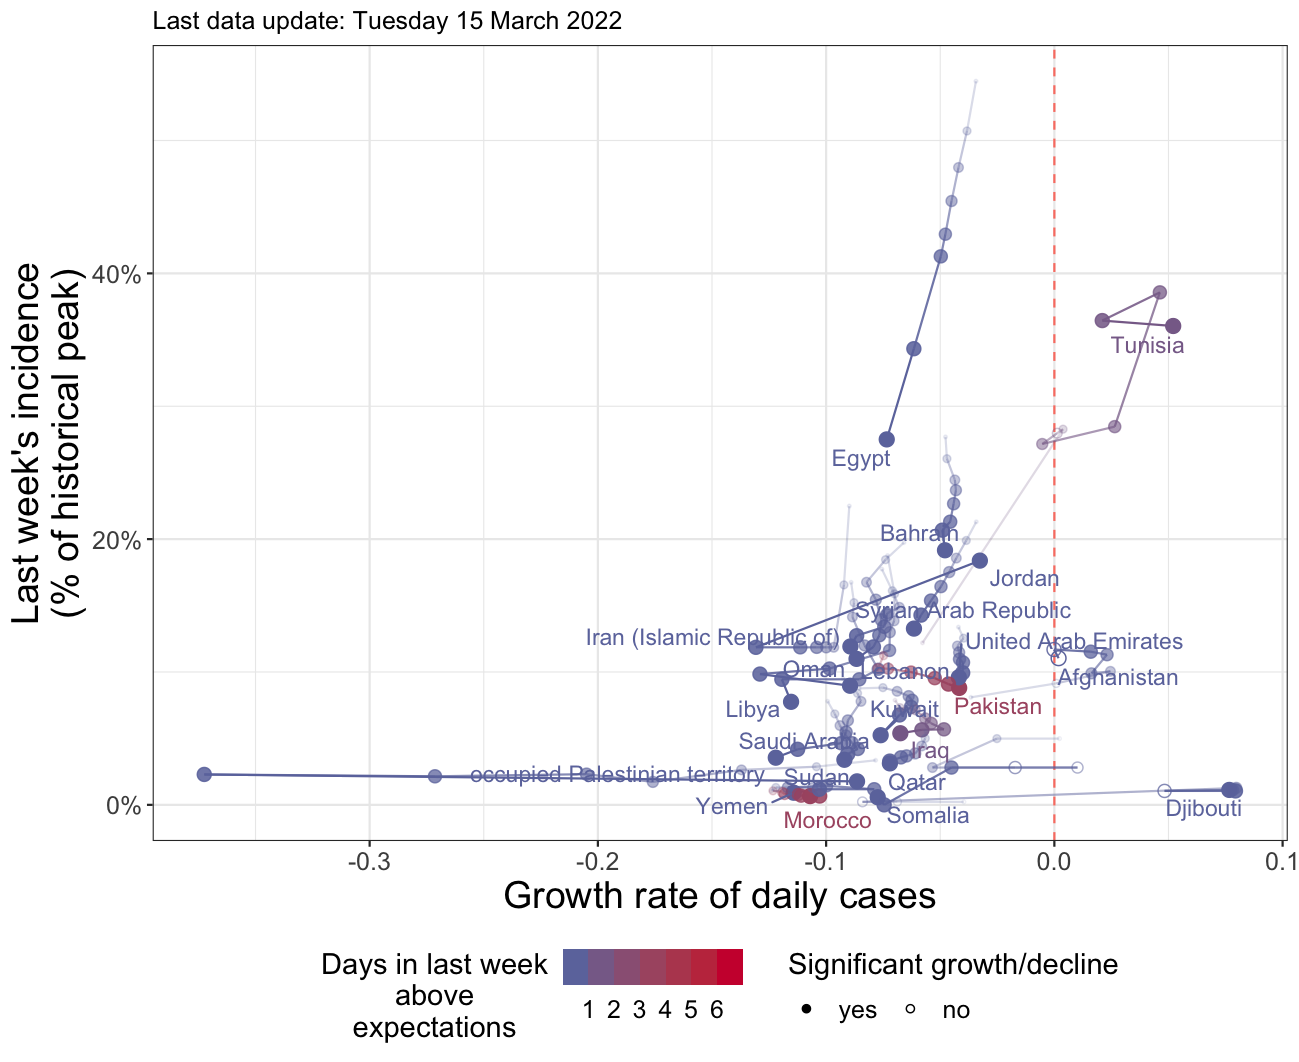 Last data update: Tuesday 15 March 2022
Last week's incidence
(% of historical peak)
40%
20%
0%
Tunisia
Egypt
Bahrain
Jordan
Syrian Arab Republic
Iran (Islamic Republic of)
United Arab Emirates
Oman
Lebanon
Afghanistan
Libya
Kuwait
Pakistan
Saudi Arabia
Iraq
occupied Palestinian territory
Sudan
Qatar
Yemen
Morocco
Somalia
Djibouti
-0.3
-0.2
-0.1
0.0
0.1
Growth rate of daily cases
Days in last week
above
expectations
1 2 3 4 5 6
Significant growth/decline
yes
no